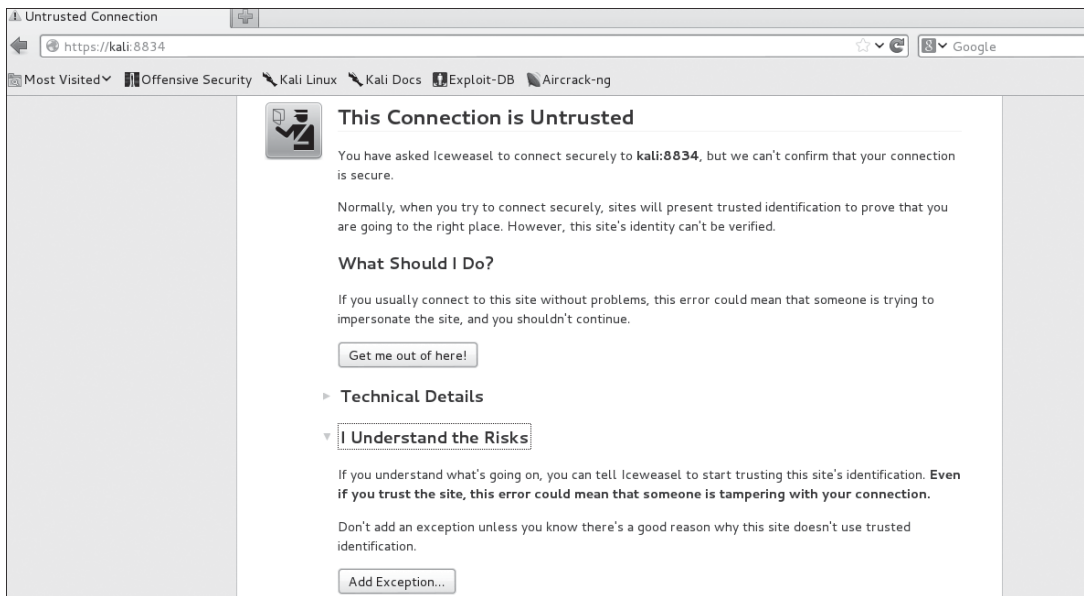 Untrusted Connection
https://kali:8834
Google
Most Visited Offensive Security Kali Linux Kali Docs Exploit-DB Aircrack-ng
This Connection is Untrusted
You have asked Iceweasel to connect securely to kali:8834, but we can't confirm that your connection
is secure.
Normally, when you try to connect securely, sites will present trusted identification to prove that you
are going to the right place. However, this site's identity can't be verified.
What Should I Do?
If you usually connect to this site without problems, this error could mean that someone is trying to
impersonate the site, and you shouldn't continue.
Get me out of here!
Technical Details
I Understand the Risks
If you understand what's going on, you can tell Iceweasel to start trusting this site's identification. Even
if you trust the site, this error could mean that someone is tampering with your connection.
Don't add an exception unless you know there's a good reason why this site doesn't use trusted
identification.
Add Exception...